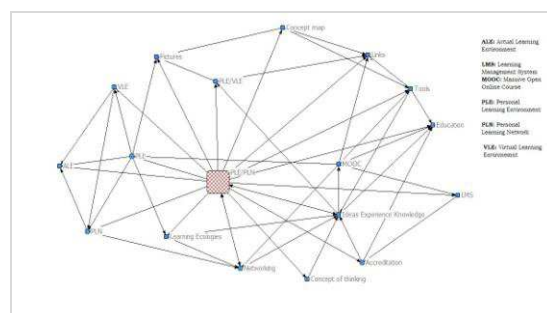 Concept map
Pictures
Links
PLE/VLE
VLE
Tools
Education
PLE
ALE
PLE/PLN
MOOC
LMS
Ideas Experience Knowledge
PLN
Learning Ecologies
Networking
Accreditation
Concept of thinking
ALE: Actual Learning
Environment
LMS: Learning
Management System
MOOC: Massive Open
Online Course
PLE: Personal
Learning Environment
PLN: Personal
Learning Network
VLE: Virtual Learning
Environment